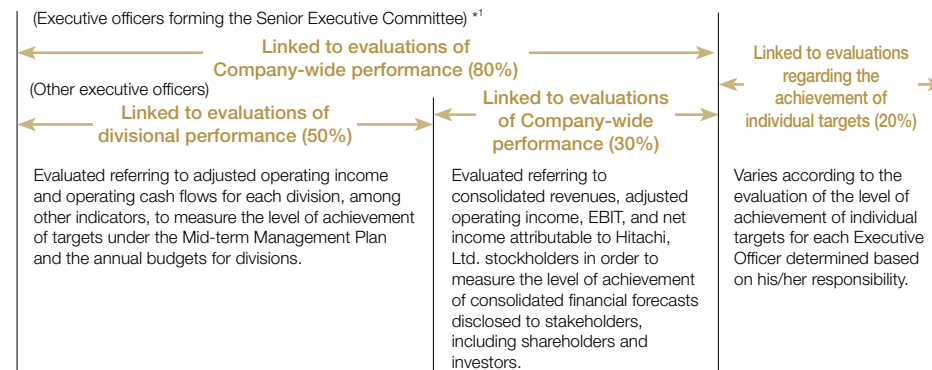 (Executive officers forming the Senior Executive Committee) *1
Linked to evaluations of
Company-wide performance (80%)
Linked to evaluations
regarding the
achievement of
individual targets (20%)
(Other executive officers)
Linked to evaluations of
divisional performance (50%)
Linked to evaluations
of Company-wide
performance (30%)
Evaluated referring to adjusted operating income
and operating cash flows for each division, among
other indicators, to measure the level of achievement
of targets under the Mid-term Management Plan
and the annual budgets for divisions.
Evaluated referring to
consolidated revenues, adjusted
operating income, EBIT, and net
income attributable to Hitachi,
Ltd. stockholders in order to
measure the level of achievement
of consolidated financial forecasts
disclosed to stakeholders,
including shareholders and
investors.
Varies according to the
evaluation of the level of
achievement of individual
targets for each Executive
Officer determined based
on his/her responsibility.